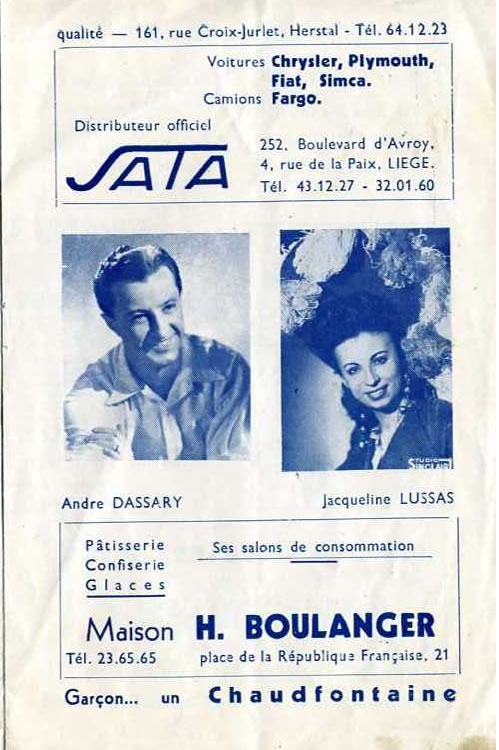 qualité — 161, rue Croix-Jurlet, Herstal - Tél. 64.12.23
Voitures Chrysler, Plymouth,
Fiat, Simca.
Camions Fargo.
Distributeur officiel
SATA
252, Boulevard d'Avroy,
4, rue de la Paix, LIEGE.
Tél. 43.12.27 - 32.01.60
STUDIO
SINCLAIR
Andre DASSARY
Jacqueline LUSSAS
Pâtisserie
Confiserie
Glaces
Ses salons de consommation
Maison H. BOULANGER
Tél. 23.65.65 place de la République Française, 21
Garçon... un Chaudfontaine